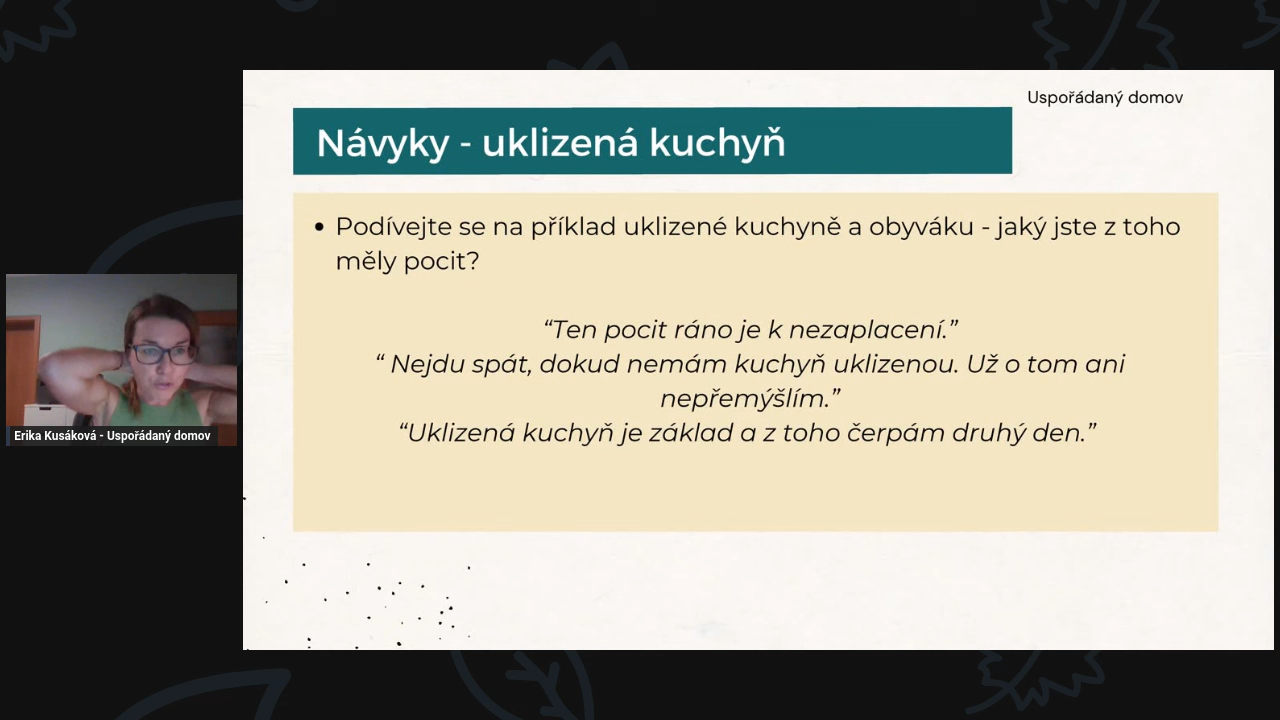 Uspořádaný domov
Návyky - uklizená kuchyň
• Podívejte se na příklad uklizené kuchyně a obyváku - jaký jste z toho
měly pocit?
“Ten pocit ráno je k nezaplacení.”
“ Nejdu spát, dokud nemám kuchyň uklizenou. Už o tom ani
nepřemýšlím.”
“Uklizená kuchyň je základ a z toho čerpám druhý den.”
Erika Kusáková - Uspořádaný domov